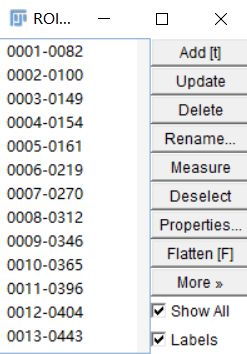 ROI...
0001-0082
0002-0100
0003-0149
0004-0154
0005-0161
0006-0219
0007-0270
0008-0312
0009-0346
0010-0365
0011-0396
0012-0404
0013-0443
Add [t]
Update
Delete
Rename...
Measure
Deselect
Properties...
Flatten [F]
More »
Show All
Labels